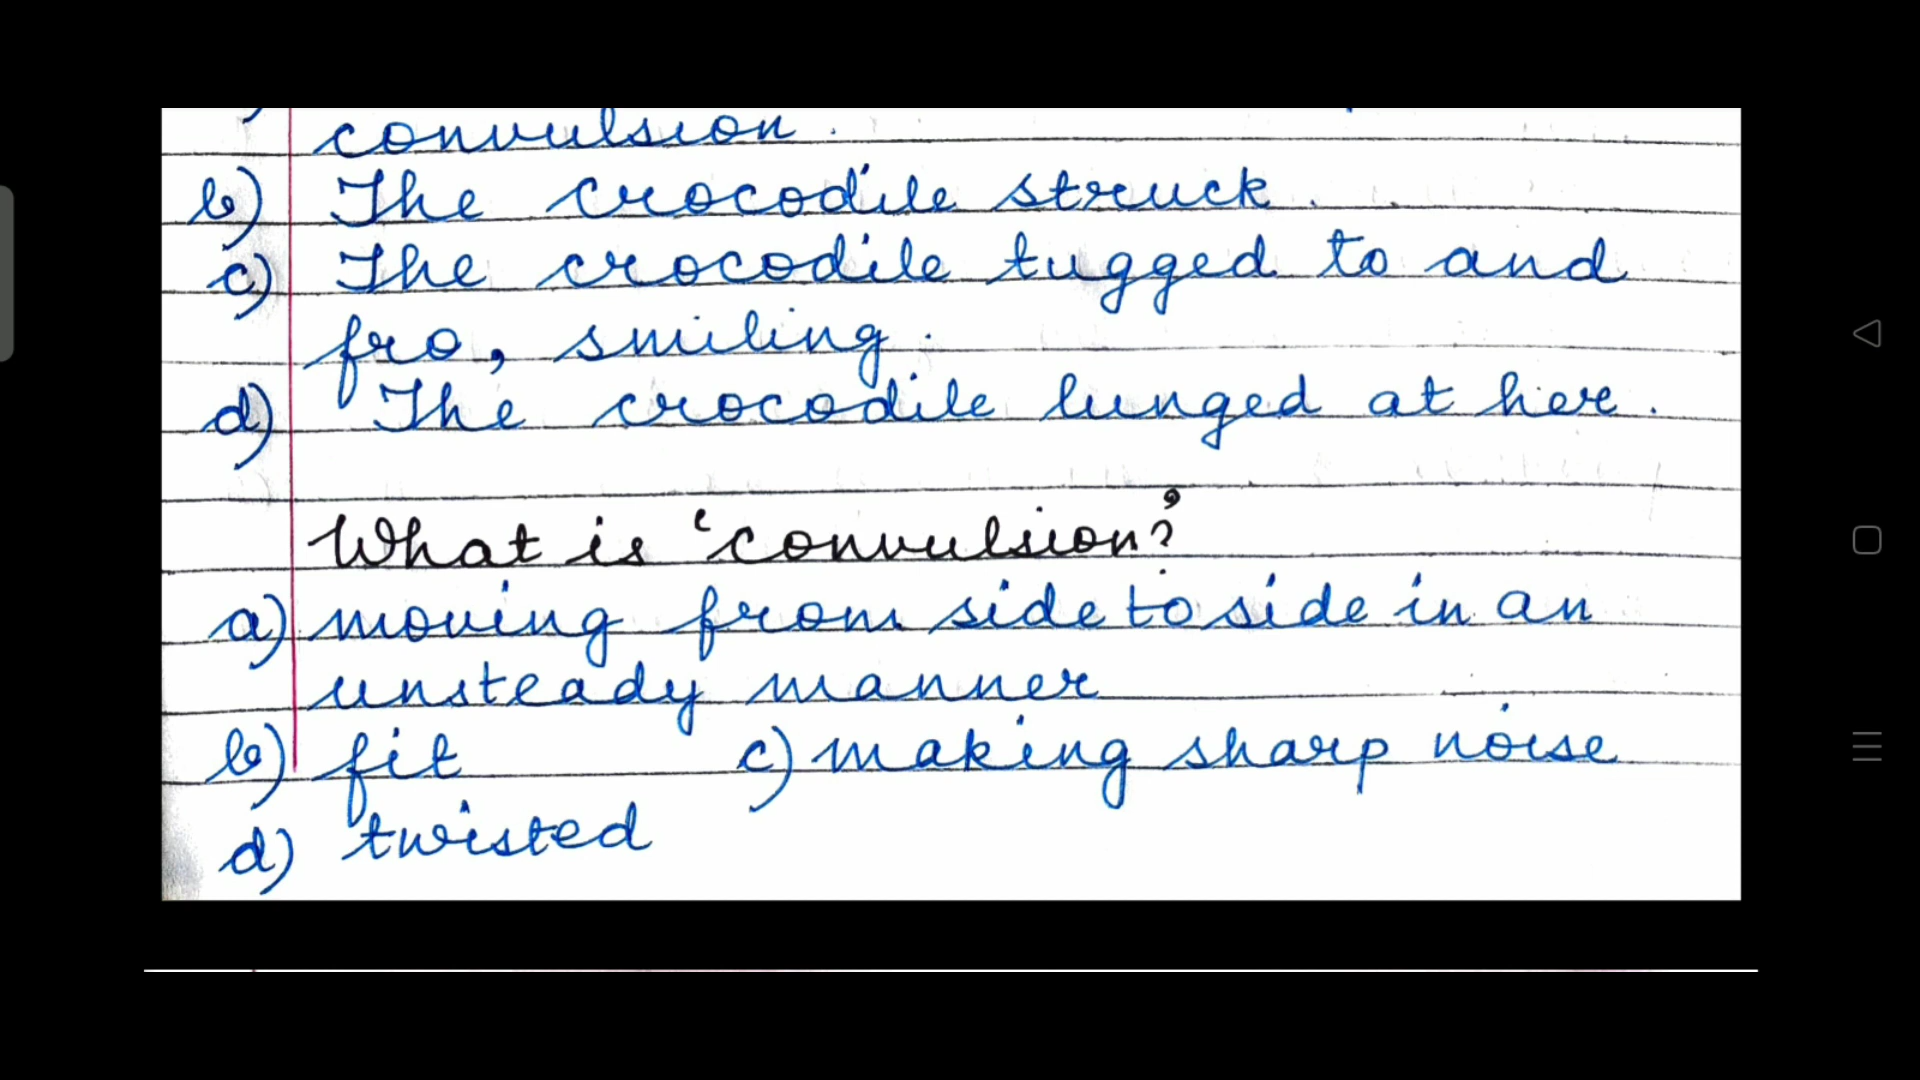 convulsion.
b) The crocodile struck.
c) The crocodile tugged to and
fro, smiling.
d) The crocodile lunged at her.
What is 'convulsion?'
a) moving from side to side in an
unsteady manner
b) fit c) making sharp noise
d) twisted